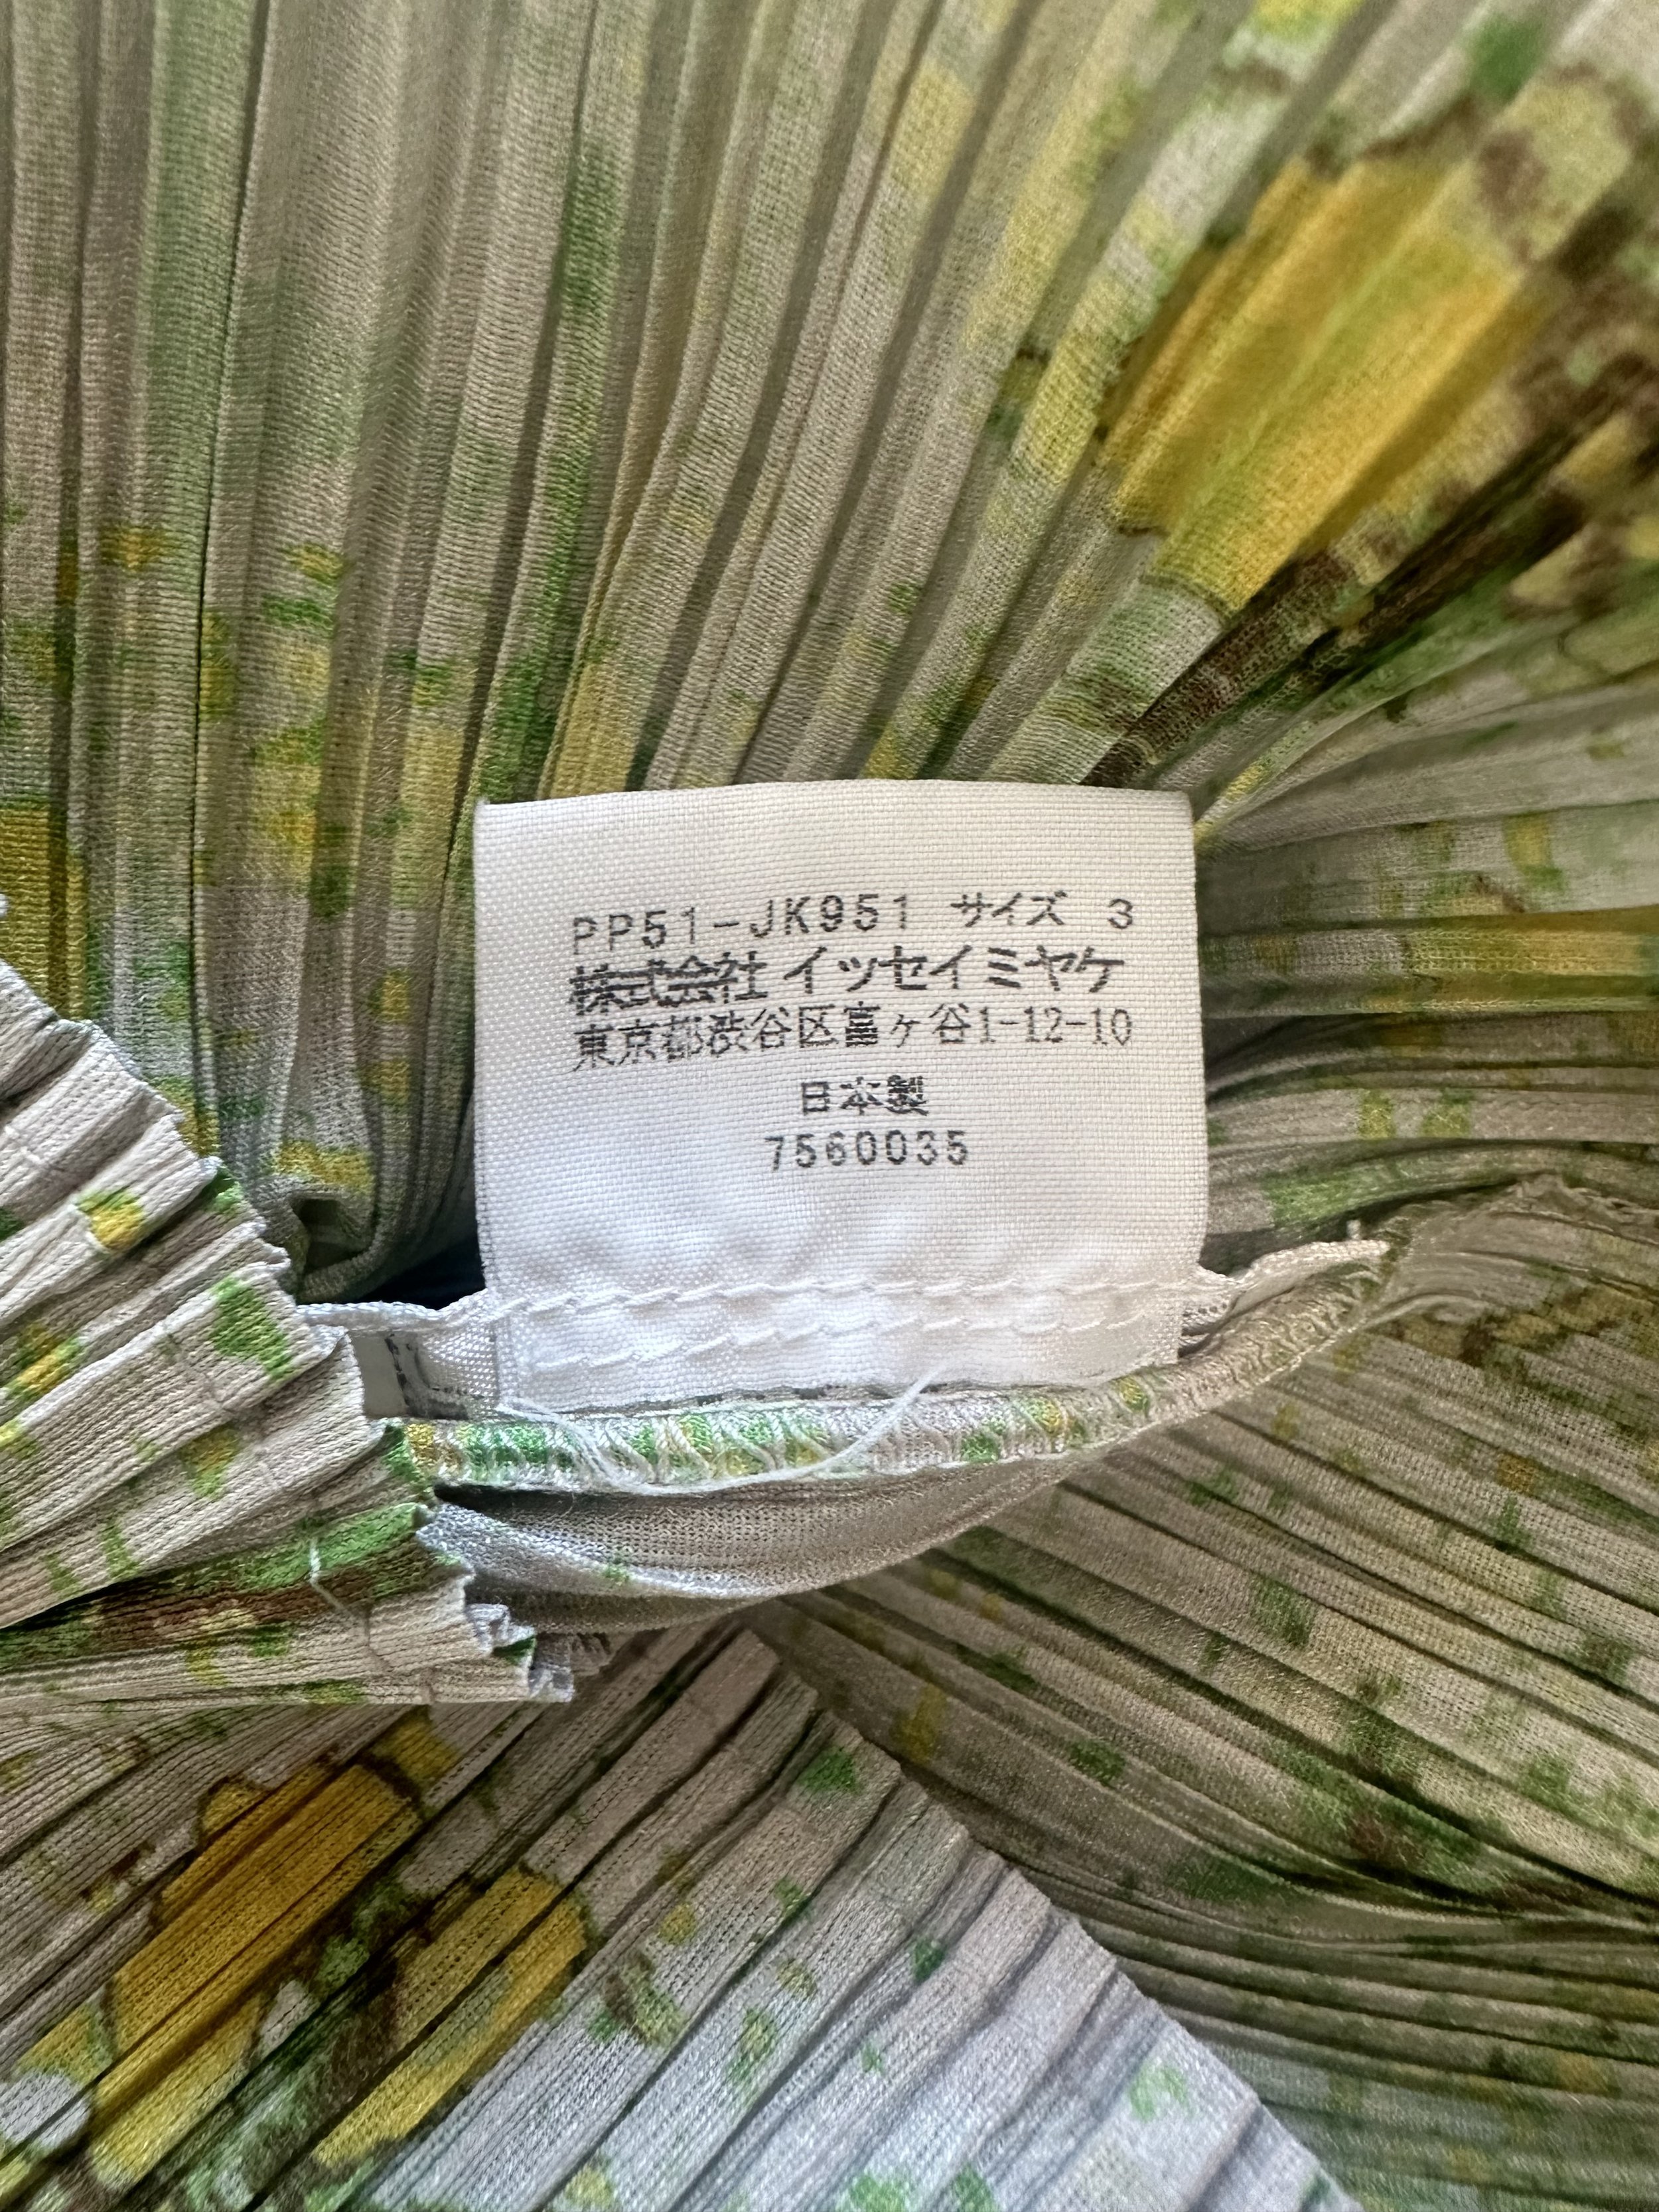 PP51-JK951 サイズ 3
株式会社 イッセイミヤケ
東京都渋谷区富ヶ谷1-12-10
日本製
7560035